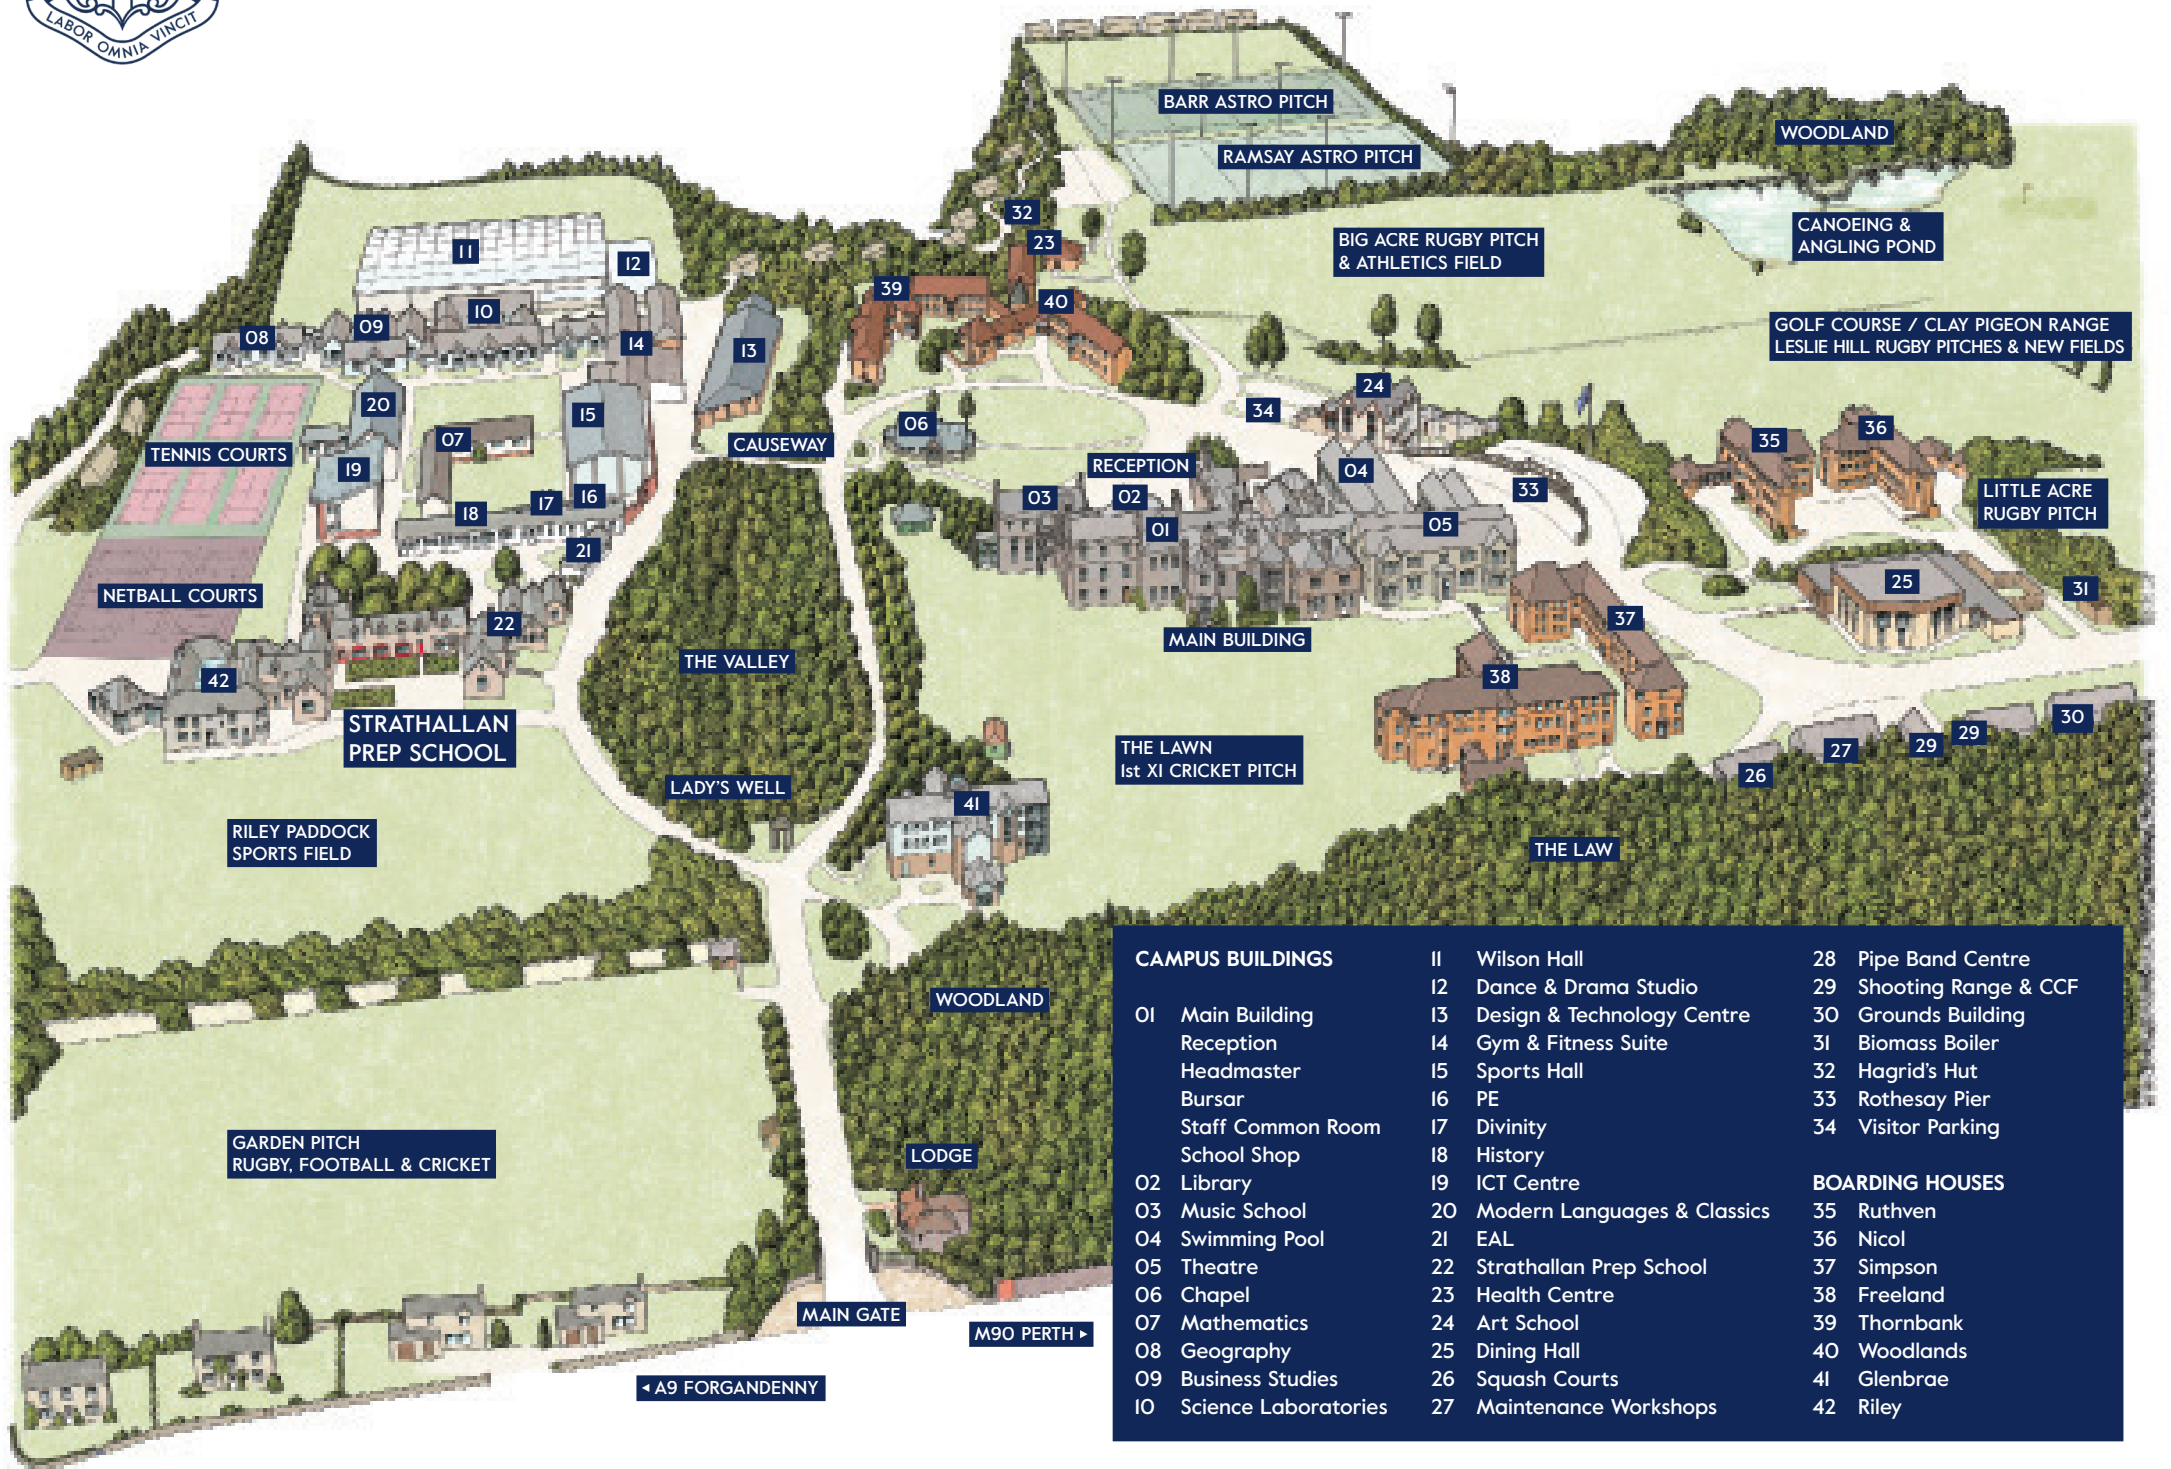 LABOR OMNIA VINCIT
BARR ASTRO PITCH
RAMSAY ASTRO PITCH
WOODLAND
32
23
CANOEING &
ANGLING POND
BIG ACRE RUGBY PITCH
& ATHLETICS FIELD
11
12
39
40
10
09
08
14
13
GOLF COURSE / CLAY PIGEON RANGE
LESLIE HILL RUGBY PITCHES & NEW FIELDS
24
34
20
15
06
07
CAUSEWAY
35
36
TENNIS COURTS
19
RECEPTION
04
03
02
33
LITTLE ACRE
RUGBY PITCH
18
17
16
01
05
21
NETBALL COURTS
22
25
31
MAIN BUILDING
37
42
THE VALLEY
38
STRATHALLAN
PREP SCHOOL
30
29
29
27
26
THE LAWN
1st XI CRICKET PITCH
LADY'S WELL
41
RILEY PADDOCK
SPORTS FIELD
THE LAW
WOODLAND
GARDEN PITCH
RUGBY, FOOTBALL & CRICKET
LODGE
MAIN GATE
M90 PERTH ▸
◂ A9 FORGANDENNY
CAMPUS BUILDINGS
01 Main Building
Reception
Headmaster
Bursar
Staff Common Room
School Shop
02 Library
03 Music School
04 Swimming Pool
05 Theatre
06 Chapel
07 Mathematics
08 Geography
09 Business Studies
10 Science Laboratories
11 Wilson Hall
12 Dance & Drama Studio
13 Design & Technology Centre
14 Gym & Fitness Suite
15 Sports Hall
16 PE
17 Divinity
18 History
19 ICT Centre
20 Modern Languages & Classics
21 EAL
22 Strathallan Prep School
23 Health Centre
24 Art School
25 Dining Hall
26 Squash Courts
27 Maintenance Workshops
28 Pipe Band Centre
29 Shooting Range & CCF
30 Grounds Building
31 Biomass Boiler
32 Hagrid's Hut
33 Rothesay Pier
34 Visitor Parking
BOARDING HOUSES
35 Ruthven
36 Nicol
37 Simpson
38 Freeland
39 Thornbank
40 Woodlands
41 Glenbrae
42 Riley